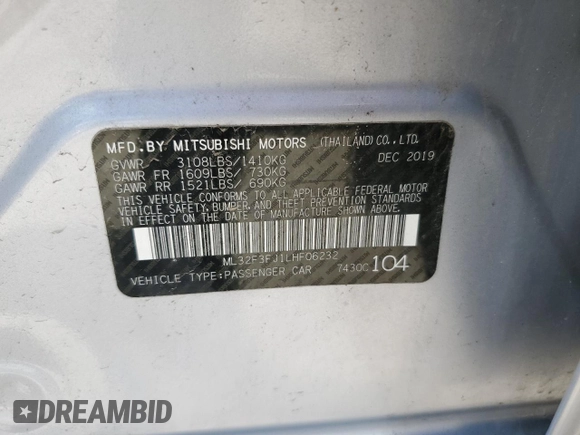 MFD.BY MITSUBISHI MOTORS (THAILAND) CO.,LTD.
GVWR 3108LBS/1410KG DEC 2019
GAWR FR 1609LBS/ 730KG
GAWR RR 1521LBS/ 690KG
THIS VEHICLE CONFORMS TO ALL APPLICABLE FEDERAL MOTOR
VEHICLE SAFETY,BUMPER,AND THEFT PREVENTION STANDARDS
IN EFFECT ON THE DATE OF MANUFACTURE SHOWN ABOVE.
ML32F3FJ1LHF06232
VEHICLE TYPE:PASSENGER CAR 7430C 104
DREAMBID